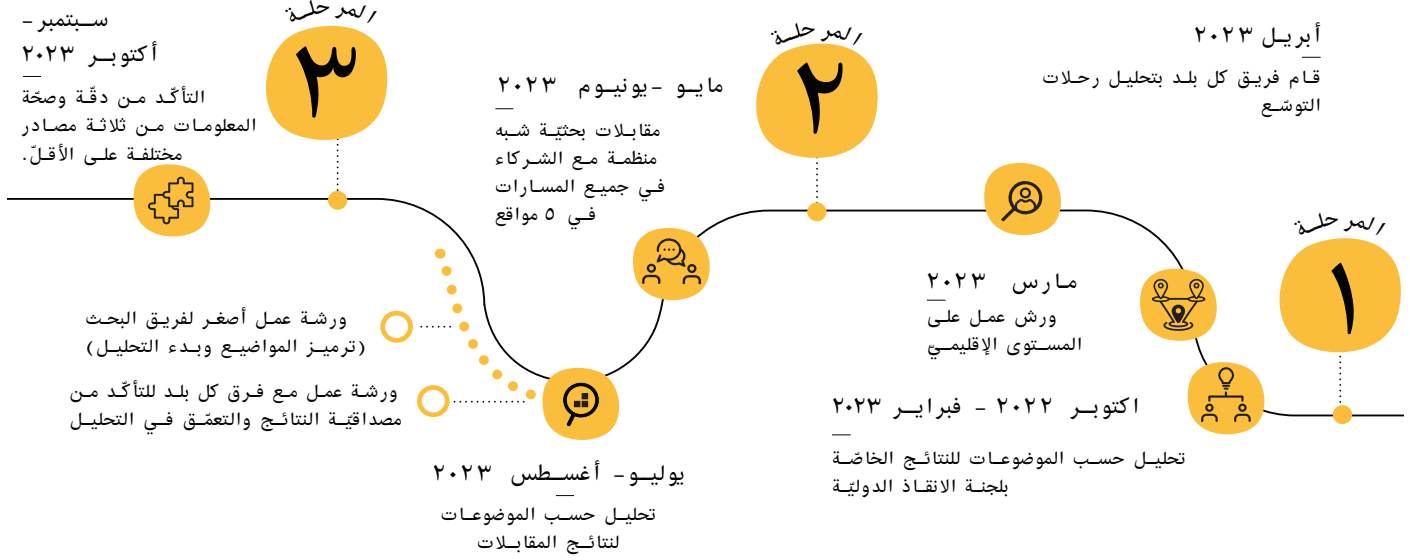 المرحلة
١
اكتوبر ٢٠٢٢ - فبراير ٢٠٢٣
تحليل حسب الموضوعات للنتائج الخاصّة
بلجنة الانقاذ الدوليّة
مارس ٢٠٢٣
ورش عمل على
المستوى الإقليميّ
أبريل ٢٠٢٣
قام فريق كل بلد بتحليل رحلات
التوسّع
المرحلة
٢
مايو -يونيوم ٢٠٢٣
مقابلات بحثيّة شبه
منظمة مع الشركاء
في جميع المسارات
في ٥ مواقع
يوليو- أغسطس ٢٠٢٣
تحليل حسب الموضوعات
لنتائج المقابلات
ورشة عمل أصغر لفريق البحث
(ترميز المواضيع وبدء التحليل)
ورشة عمل مع فرق كل بلد للتأكّد من
مصداقيّة النتائج والتعمّق في التحليل
المرحلة
٣
سبتمبر-
أكتوبر ٢٠٢٣
التأكّد من دقّة وصحّة
المعلومات من ثلاثة مصادر
مختلفة على الأقلّ.